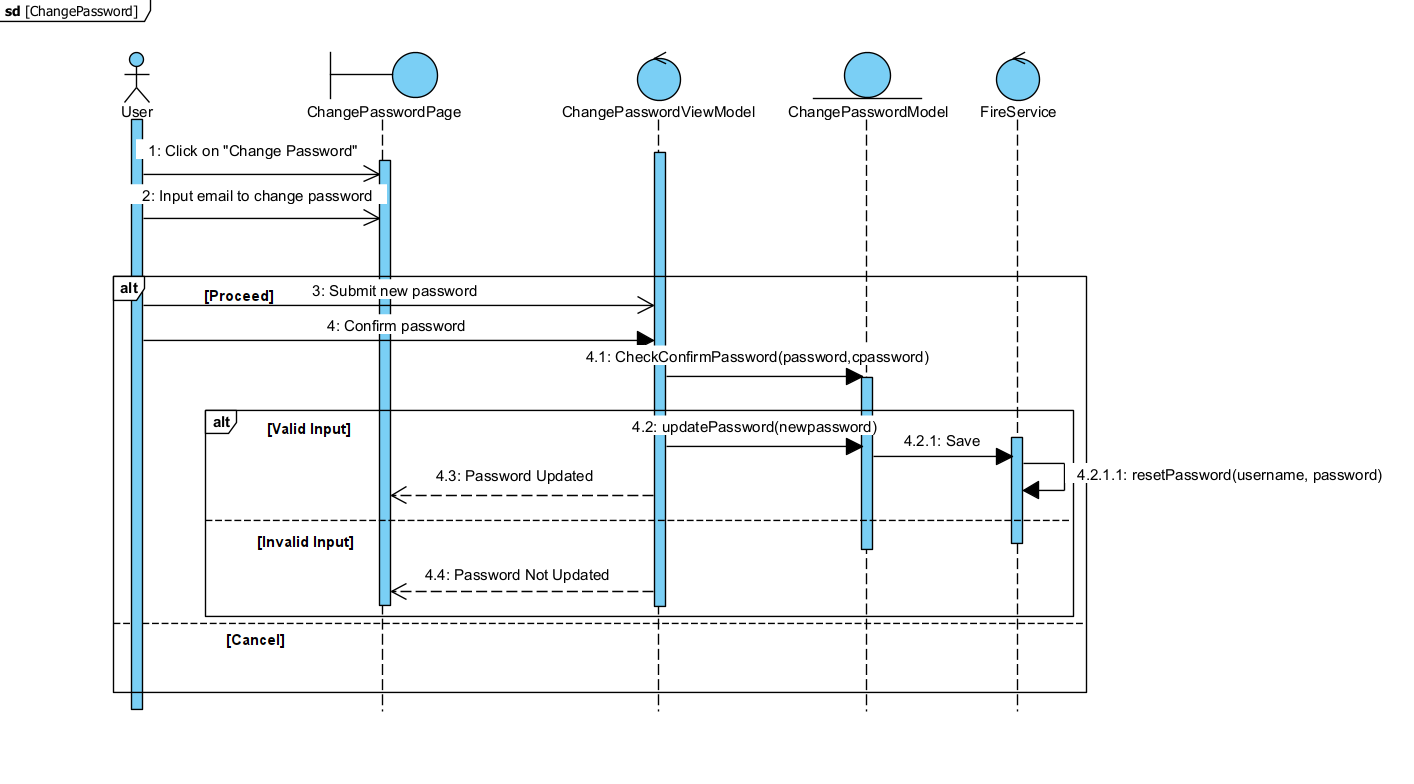 sd [ChangePassword]
User
ChangePasswordPage
ChangePasswordViewModel
ChangePasswordModel
FireService
1: Click on "Change Password"
2: Input email to change password
alt
[Proceed]
3: Submit new password
4: Confirm password
4.1: CheckConfirmPassword(password,cpassword)
alt
[Valid Input]
4.2: updatePassword(newpassword)
4.2.1: Save
4.3: Password Updated
4.2.1.1: resetPassword(username, password)
[Invalid Input]
4.4: Password Not Updated
[Cancel]